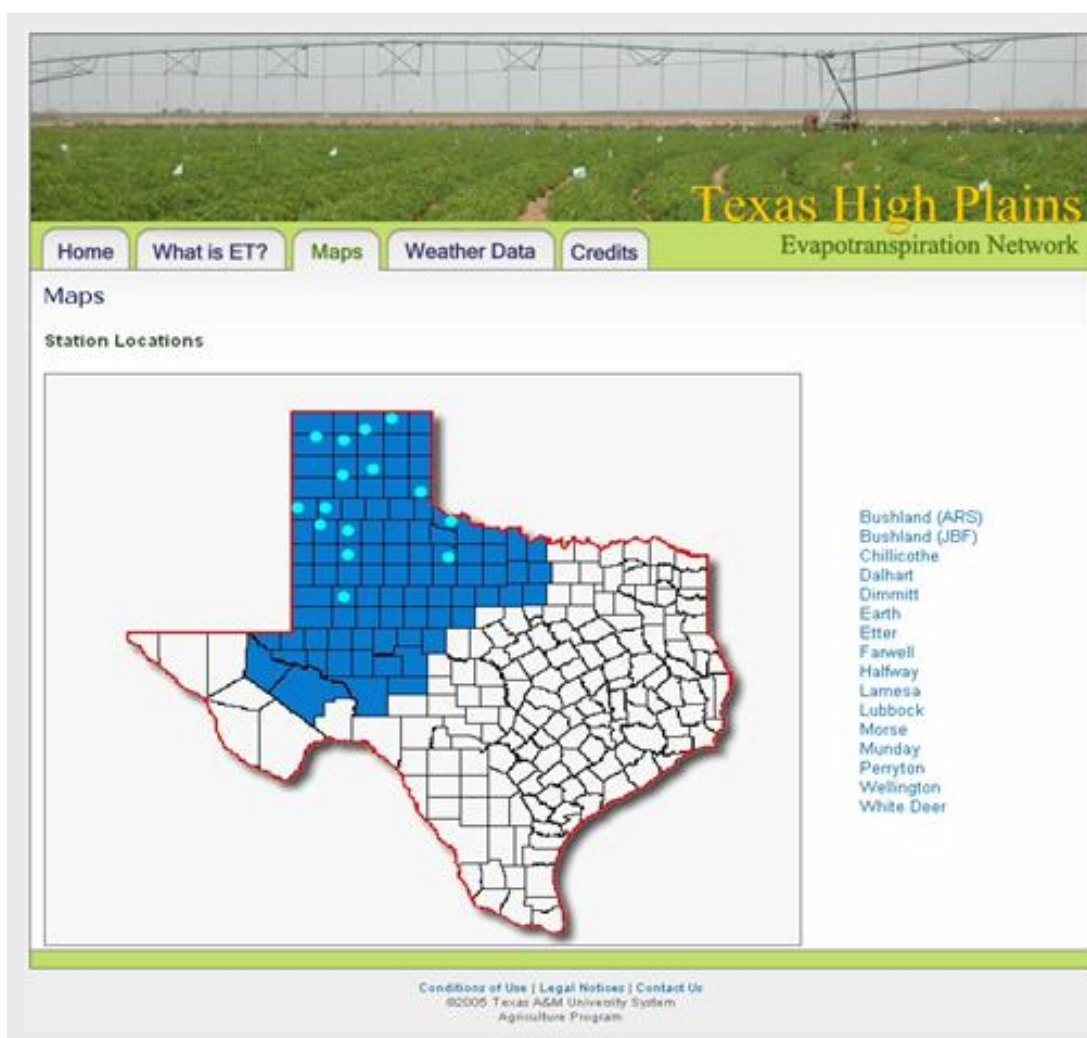 Texas High Plains
Evapotranspiration Network
Home What is ET? Maps Weather Data Credits
Maps
Station Locations
Bushland (ARS)
Bushland (JBF)
Chillicothe
Dalhart
Dimmitt
Earth
Etter
Farwell
Halfway
Lamesa
Lubbock
Morse
Munday
Perryton
Wellington
White Deer
Conditions of Use | Legal Notices | Contact Us
©2005 Texas A&M University System
Agriculture Program